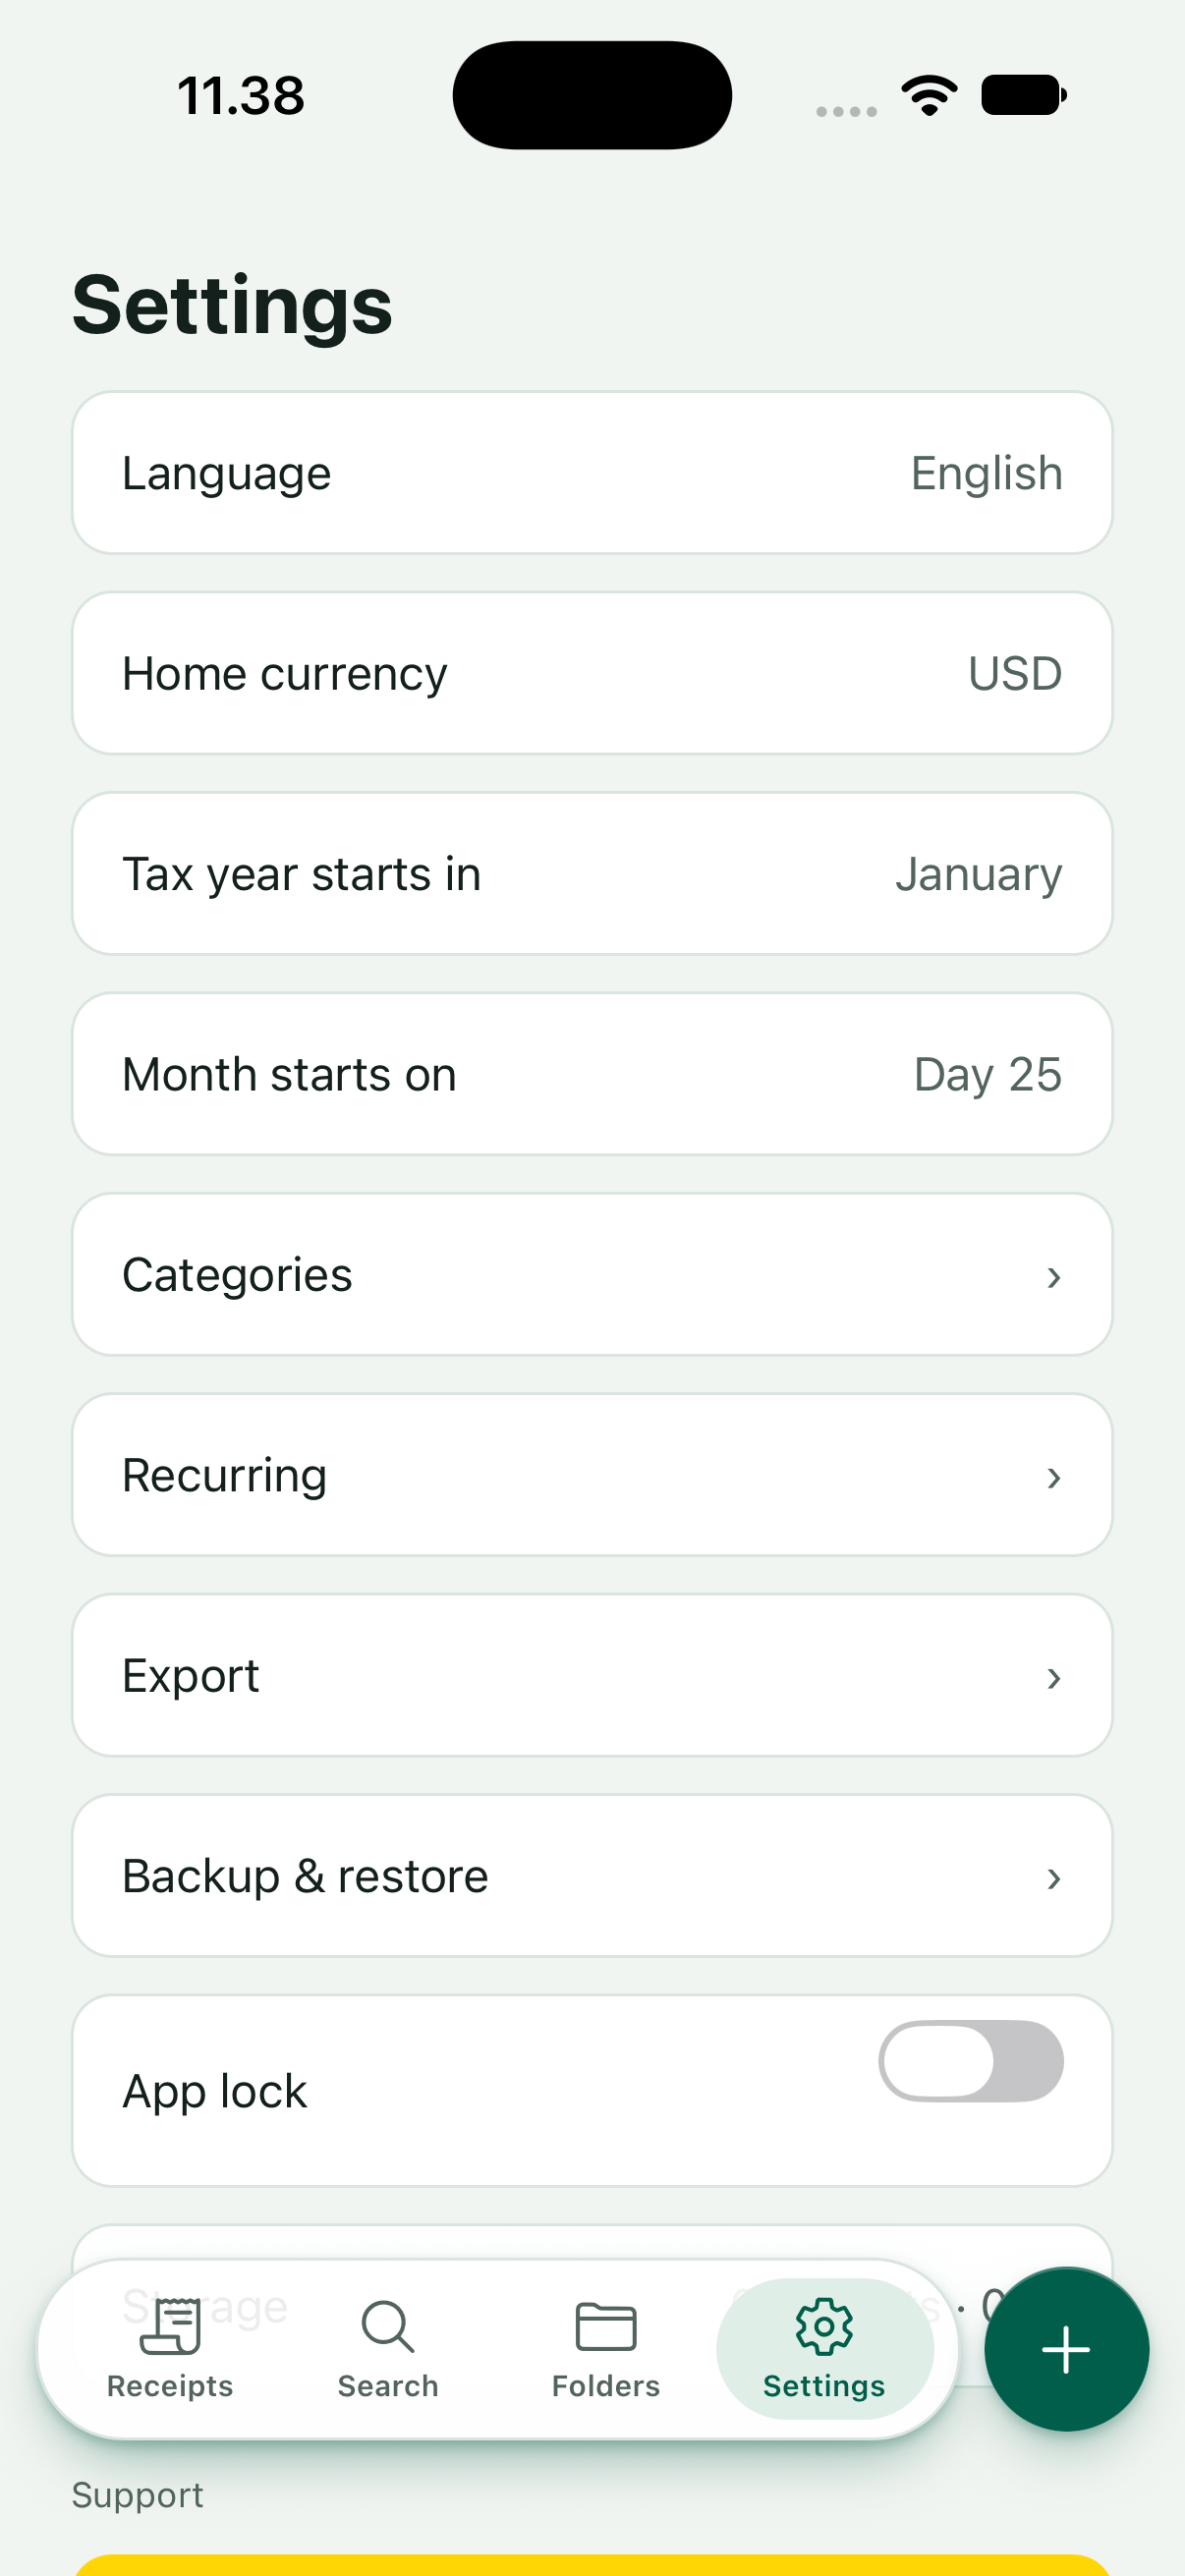 11.38
Settings
Language English
Home currency USD
Tax year starts in January
Month starts on Day 25
Categories ›
Recurring ›
Export ›
Backup & restore ›
App lock
Storage
Receipts Search Folders Settings
Support